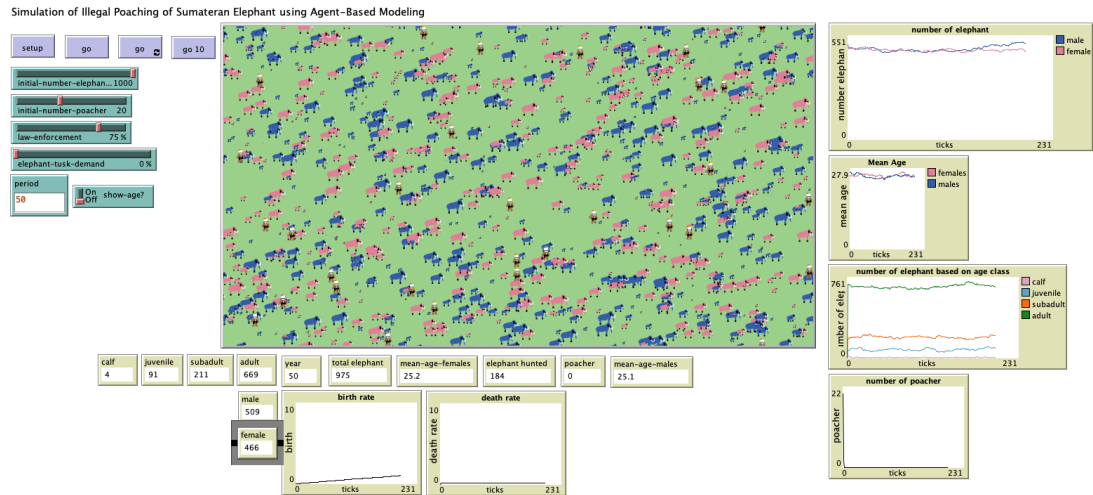 Simulation of Illegal Poaching of Sumateran Elephant using Agent-Based Modeling
setup
go
go
go 10
initial-number-elephan... 1000
initial-number-poacher 20
law-enforcement 75 %
elephant-tusk-demand 0 %
period
50
On
Off
show-age?
number of elephant
551
number elephan
0
ticks
231
male
female
Mean Age
27.9
mean age
0
ticks
231
females
males
number of elephant based on age class
761
0
ticks
231
calf
juvenile
subadult
adult
calf
4
juvenile
91
subadult
211
adult
669
year
50
total elephant
975
mean-age-females
25.2
elephant hunted
184
poacher
0
mean-age-males
25.1
male
509
female
466
birth rate
10
birth
0
ticks
231
death rate
10
death rate
0
ticks
231
number of poacher
22
poacher
0
ticks
231